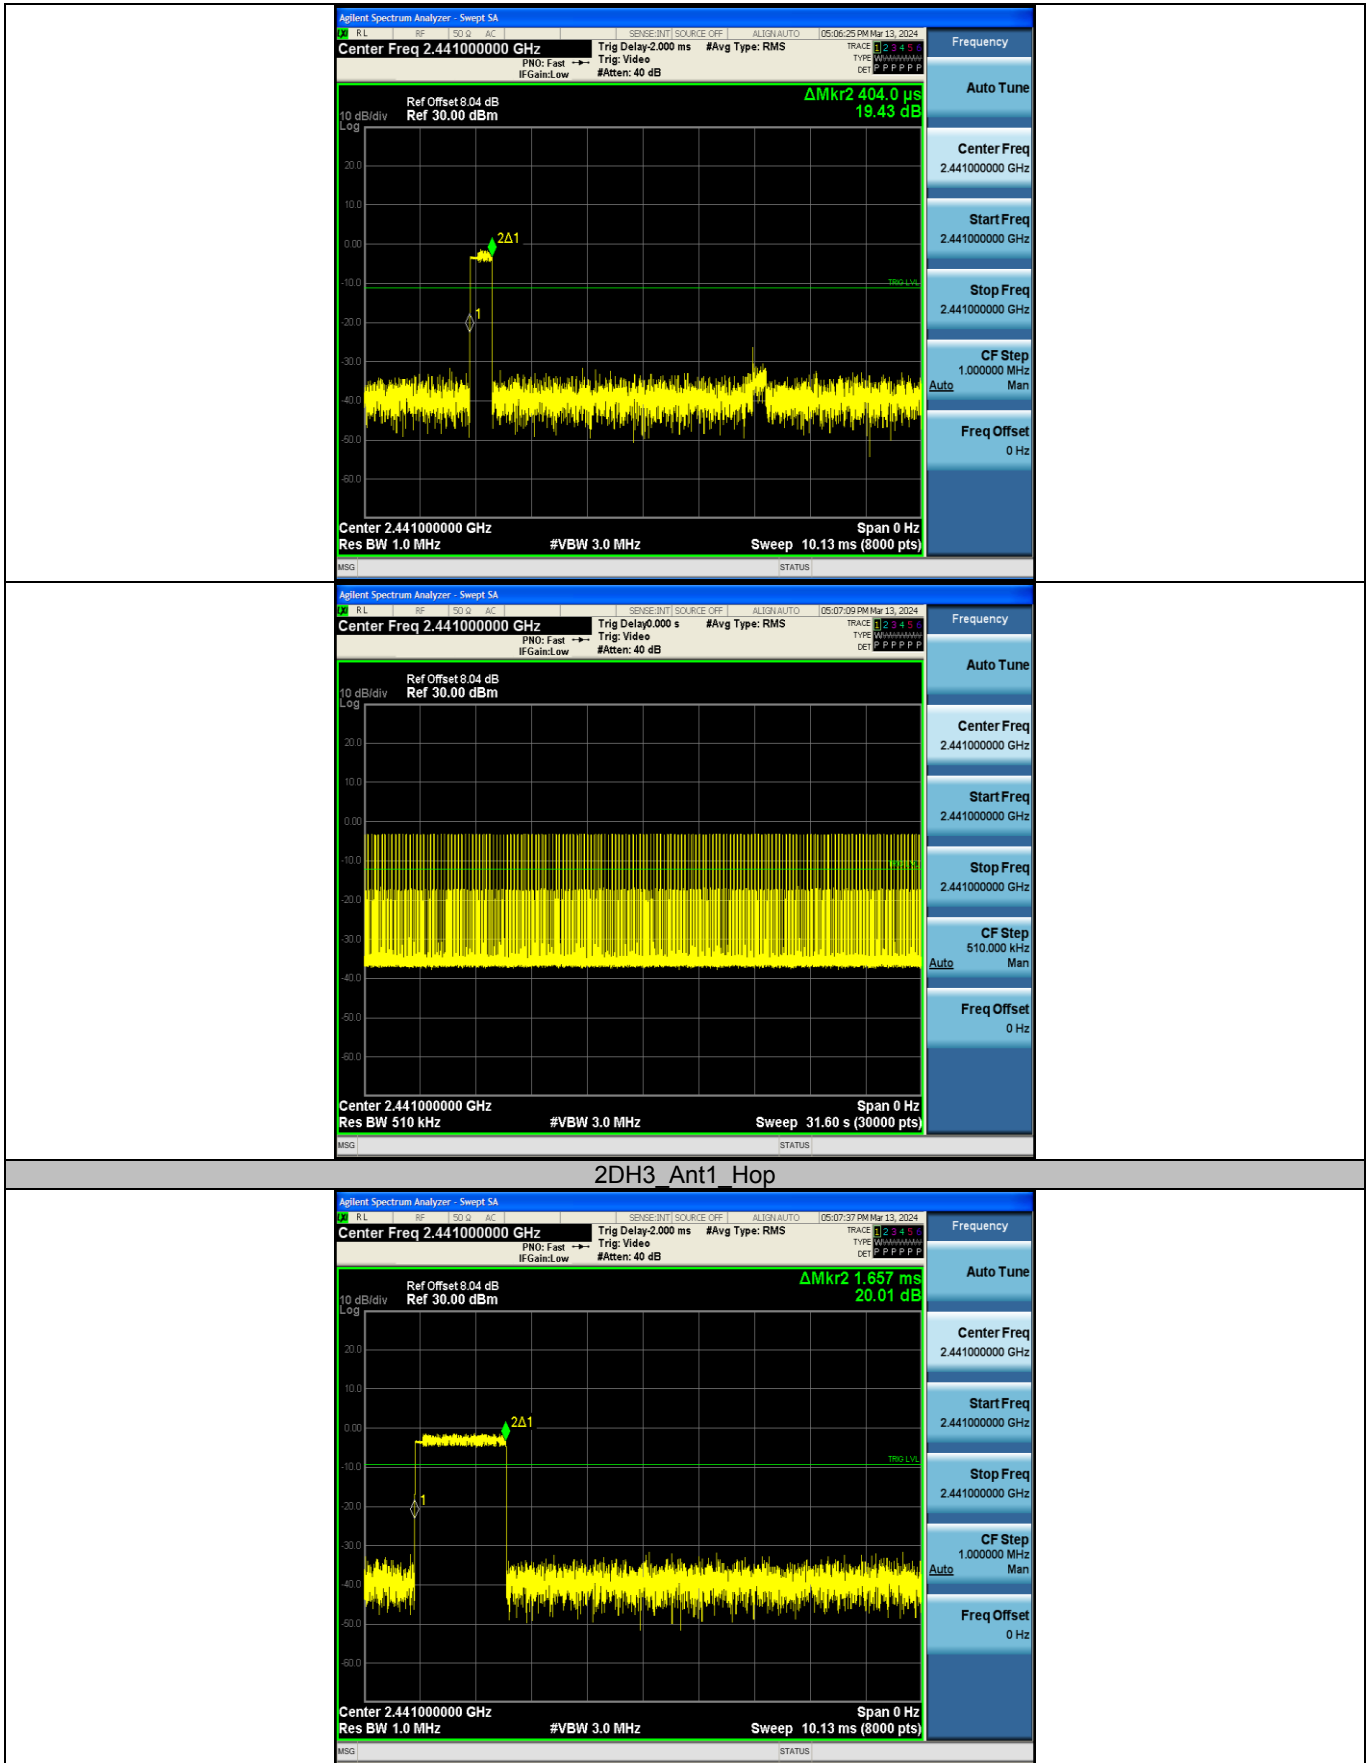 Agilent Spectrum Analyzer - Swept SA
LXI RL RF 50 Ω AC SENSE:INT SOURCE OFF ALIGNAUTO 05:06:25 PM Mar 13, 2024
Center Freq 2.441000000 GHz Trig Delay-2.000 ms #Avg Type: RMS TRACE 1 2 3 4 5 6
PNO: Fast Trig: Video TYPE
IFGain:Low #Atten: 40 dB DET P P P P P P
Frequency
ΔMkr2 404.0 µs
19.43 dB
Ref Offset 8.04 dB
10 dB/div Ref 30.00 dBm
Log
20.0
10.0
0.00
-10.0
-20.0
-30.0
-40.0
-50.0
-60.0
2Δ1
1
TRIG LVL
Center 2.441000000 GHz Span 0 Hz
Res BW 1.0 MHz #VBW 3.0 MHz Sweep 10.13 ms (8000 pts)
MSG STATUS
Auto Tune
Center Freq
2.441000000 GHz
Start Freq
2.441000000 GHz
Stop Freq
2.441000000 GHz
CF Step
1.000000 MHz
Auto Man
Freq Offset
0 Hz
Agilent Spectrum Analyzer - Swept SA
LXI RL RF 50 Ω AC SENSE:INT SOURCE OFF ALIGNAUTO 05:07:09 PM Mar 13, 2024
Center Freq 2.441000000 GHz Trig Delay0.000 s #Avg Type: RMS TRACE 1 2 3 4 5 6
PNO: Fast Trig: Video TYPE
IFGain:Low #Atten: 40 dB DET P P P P P P
Frequency
Ref Offset 8.04 dB
10 dB/div Ref 30.00 dBm
Log
20.0
10.0
0.00
-10.0
-20.0
-30.0
-40.0
-50.0
-60.0
Center 2.441000000 GHz Span 0 Hz
Res BW 510 kHz #VBW 3.0 MHz Sweep 31.60 s (30000 pts)
MSG STATUS
Auto Tune
Center Freq
2.441000000 GHz
Start Freq
2.441000000 GHz
Stop Freq
2.441000000 GHz
CF Step
510.000 kHz
Auto Man
Freq Offset
0 Hz
2DH3_Ant1_Hop
Agilent Spectrum Analyzer - Swept SA
LXI RL RF 50 Ω AC SENSE:INT SOURCE OFF ALIGNAUTO 05:07:37 PM Mar 13, 2024
Center Freq 2.441000000 GHz Trig Delay-2.000 ms #Avg Type: RMS TRACE 1 2 3 4 5 6
PNO: Fast Trig: Video TYPE
IFGain:Low #Atten: 40 dB DET P P P P P P
Frequency
ΔMkr2 1.657 ms
20.01 dB
Ref Offset 8.04 dB
10 dB/div Ref 30.00 dBm
Log
20.0
10.0
0.00
-10.0
-20.0
-30.0
-40.0
-50.0
-60.0
2Δ1
1
TRIG LVL
Center 2.441000000 GHz Span 0 Hz
Res BW 1.0 MHz #VBW 3.0 MHz Sweep 10.13 ms (8000 pts)
MSG STATUS
Auto Tune
Center Freq
2.441000000 GHz
Start Freq
2.441000000 GHz
Stop Freq
2.441000000 GHz
CF Step
1.000000 MHz
Auto Man
Freq Offset
0 Hz